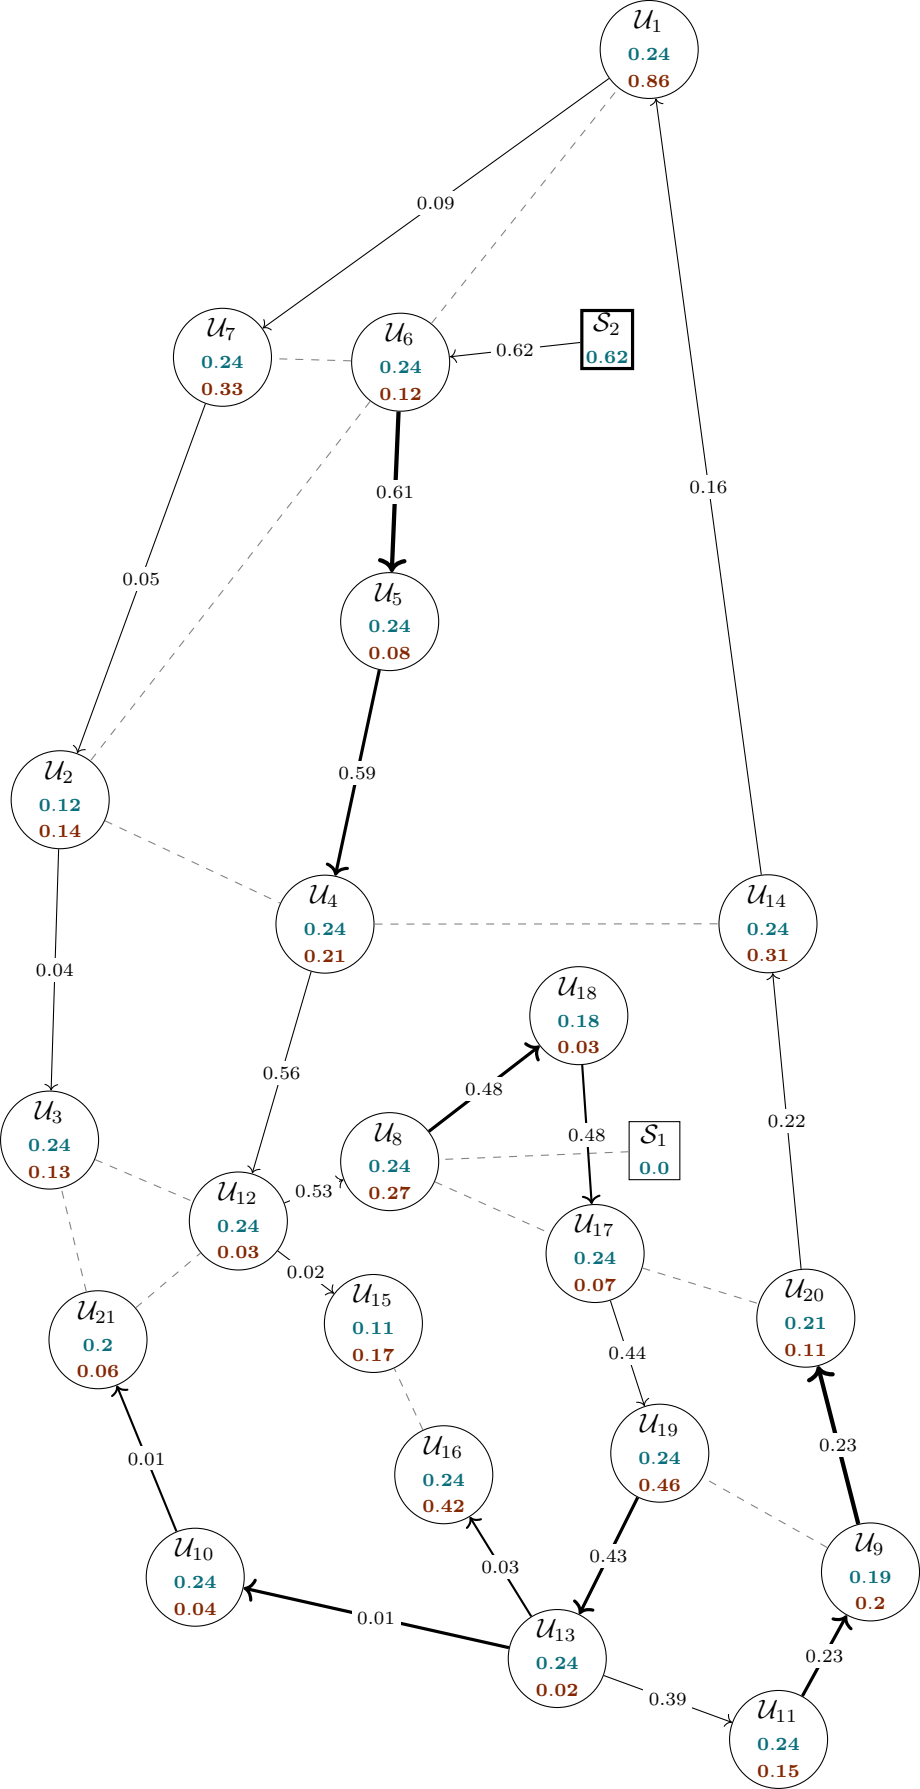 𝒰₁
0.24
0.86
0.09
𝒰₇
0.24
0.33
𝒰₆
0.24
0.12
𝒮₂
0.62
0.62
0.16
0.61
0.05
𝒰₅
0.24
0.08
𝒰₂
0.12
0.14
0.59
𝒰₄
0.24
0.21
𝒰₁₄
0.24
0.31
0.04
𝒰₁₈
0.18
0.03
0.56
0.48
0.48
0.22
𝒰₃
0.24
0.13
𝒰₈
0.24
0.27
𝒮₁
0.0
𝒰₁₂
0.24
0.03
0.53
𝒰₁₇
0.24
0.07
0.02
𝒰₂₁
0.2
0.06
𝒰₁₅
0.11
0.17
𝒰₂₀
0.21
0.11
0.44
0.01
𝒰₁₆
0.24
0.42
𝒰₁₉
0.24
0.46
0.23
𝒰₁₀
0.24
0.04
0.03
0.43
𝒰₉
0.19
0.2
0.01
𝒰₁₃
0.24
0.02
0.23
0.39
𝒰₁₁
0.24
0.15